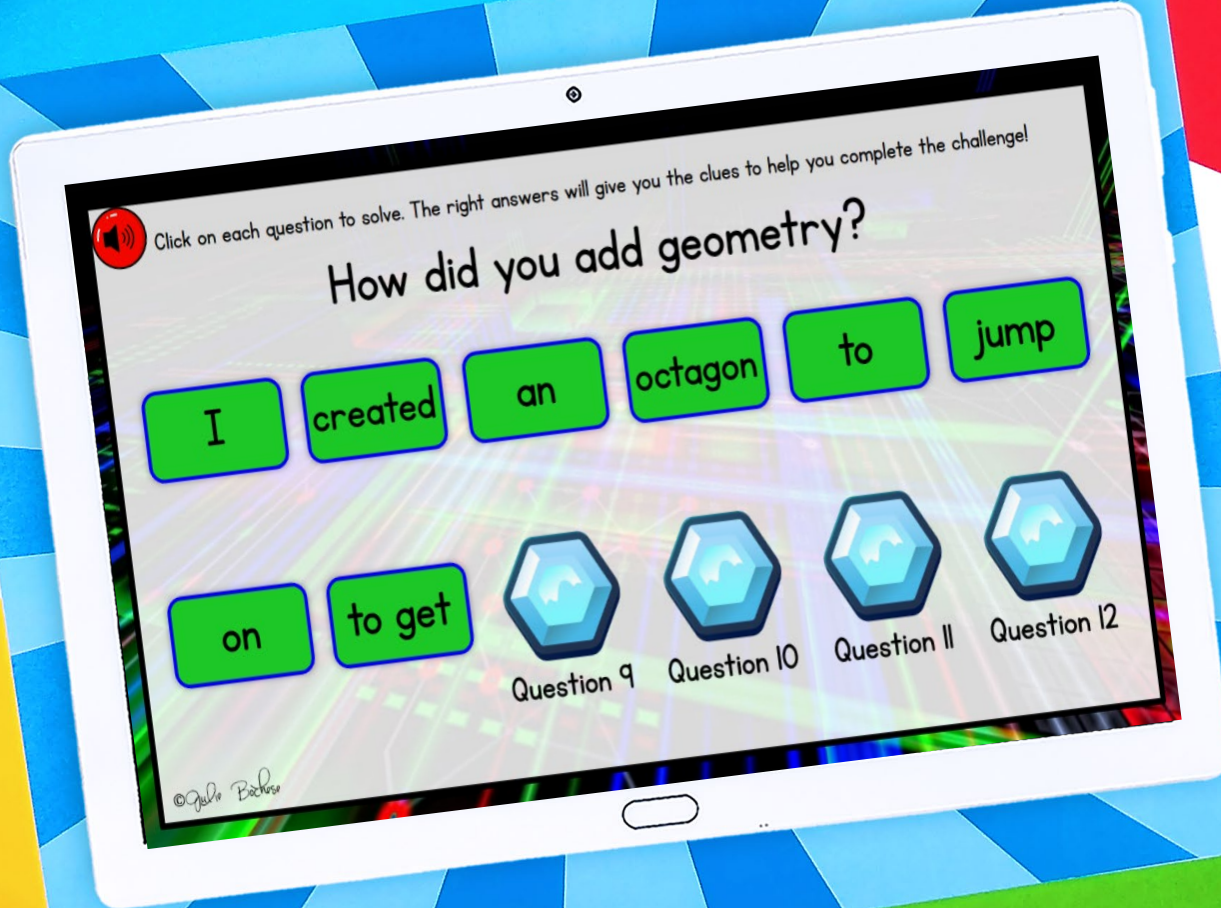 Click on each question to solve. The right answers will give you the clues to help you complete the challenge!
How did you add geometry?
I created an octagon to jump
on to get
Question 9 Question 10 Question 11 Question 12
©Julie Bochese